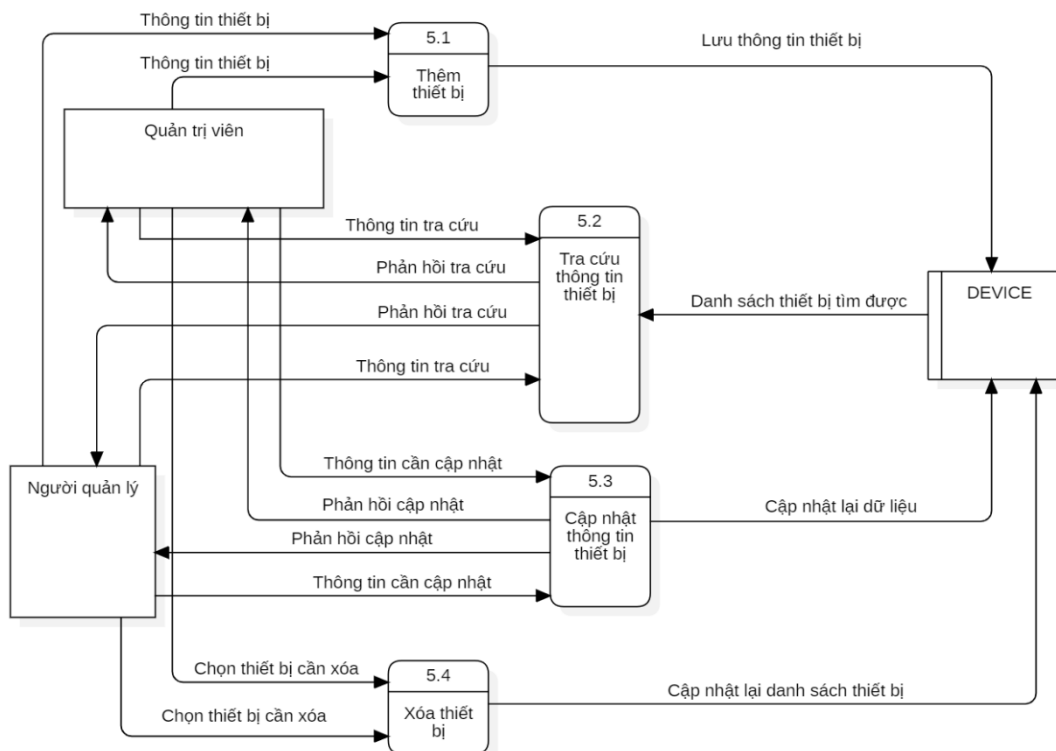 Thông tin thiết bị
5.1
Lưu thông tin thiết bị
Thông tin thiết bị
Thêm
thiết bị
Quản trị viên
Thông tin tra cứu
5.2
Phản hồi tra cứu
Tra cứu
thông tin
thiết bị
Phản hồi tra cứu
Danh sách thiết bị tìm được
DEVICE
Thông tin tra cứu
Người quản lý
Thông tin cần cập nhật
5.3
Phản hồi cập nhật
Cập nhật lại dữ liệu
Cập nhật
thông tin
thiết bị
Phản hồi cập nhật
Thông tin cần cập nhật
Chọn thiết bị cần xóa
5.4
Cập nhật lại danh sách thiết bị
Chọn thiết bị cần xóa
Xóa thiết
bị